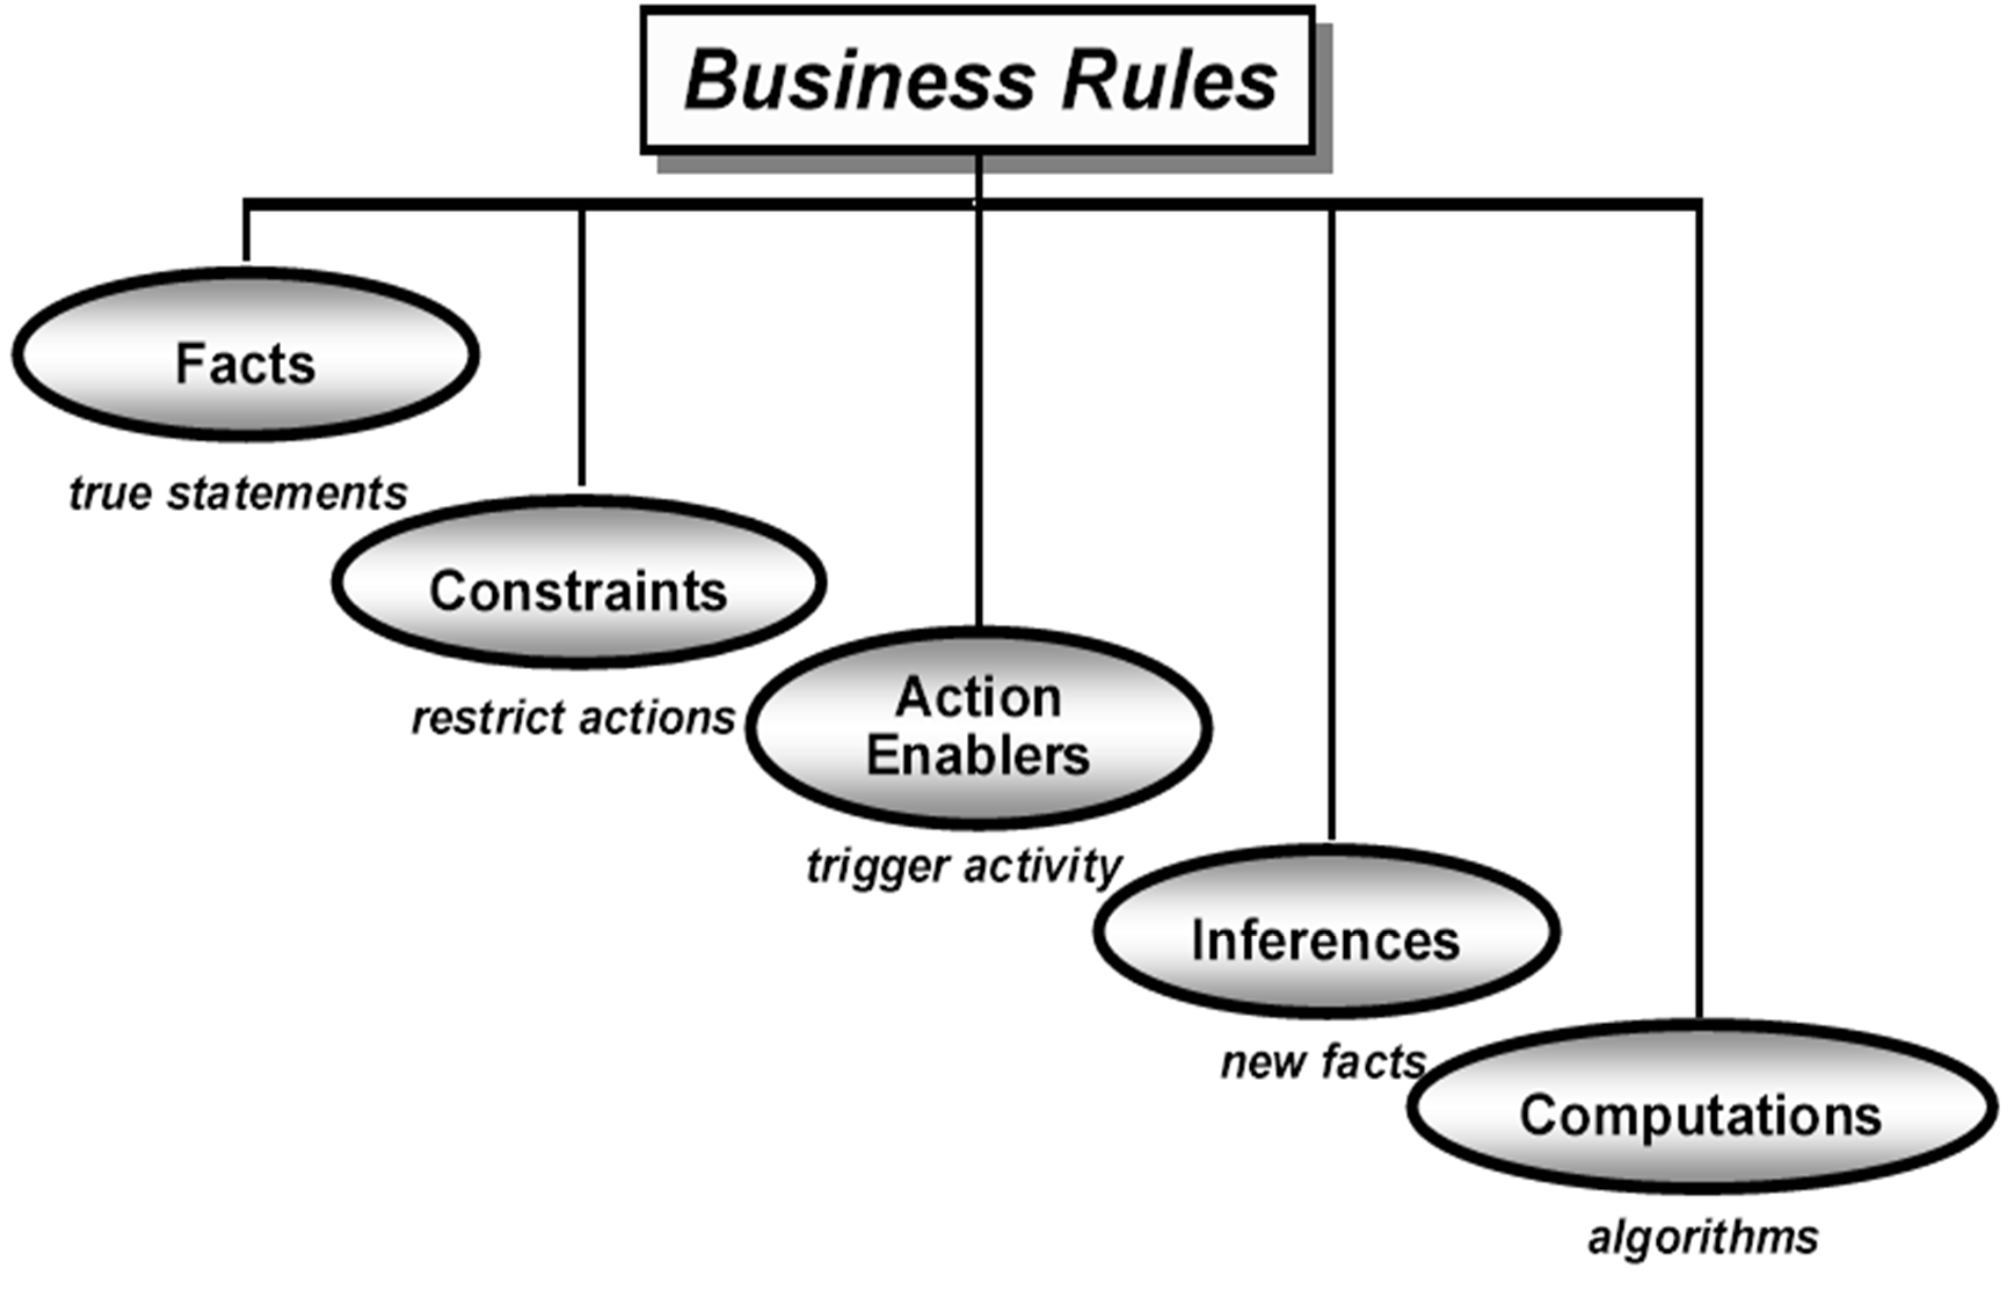 Business Rules
Facts
true statements
Constraints
restrict actions
Action
Enablers
trigger activity
Inferences
new facts
Computations
algorithms